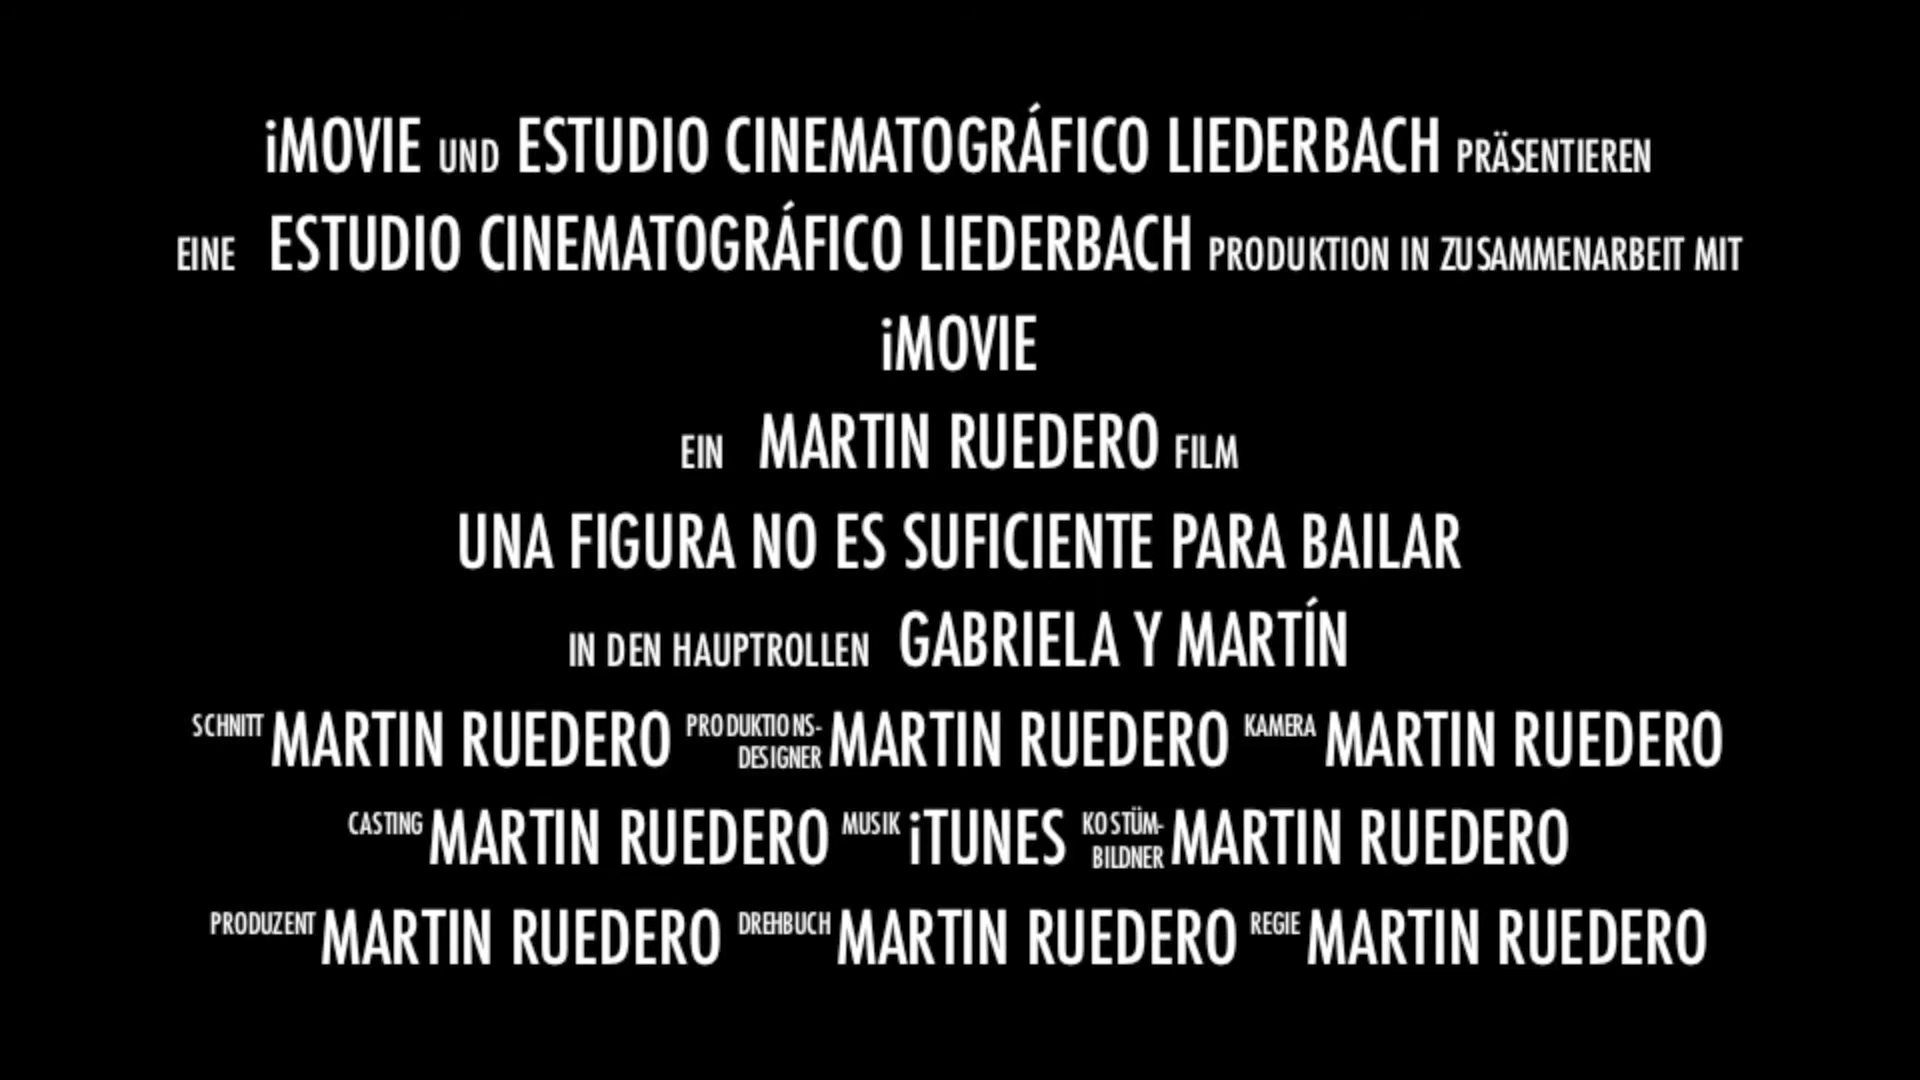 iMOVIE UND ESTUDIO CINEMATOGRÁFICO LIEDERBACH PRÄSENTIEREN
EINE ESTUDIO CINEMATOGRÁFICO LIEDERBACH PRODUKTION IN ZUSAMMENARBEIT MIT
iMOVIE
EIN MARTIN RUEDERO FILM
UNA FIGURA NO ES SUFICIENTE PARA BAILAR
IN DEN HAUPTROLLEN GABRIELA Y MARTÍN
SCHNITT MARTIN RUEDERO PRODUKTIONS-DESIGNER MARTIN RUEDERO KAMERA MARTIN RUEDERO
CASTING MARTIN RUEDERO MUSIK iTUNES KOSTÜM-BILDNER MARTIN RUEDERO
PRODUZENT MARTIN RUEDERO DREHBUCH MARTIN RUEDERO REGIE MARTIN RUEDERO